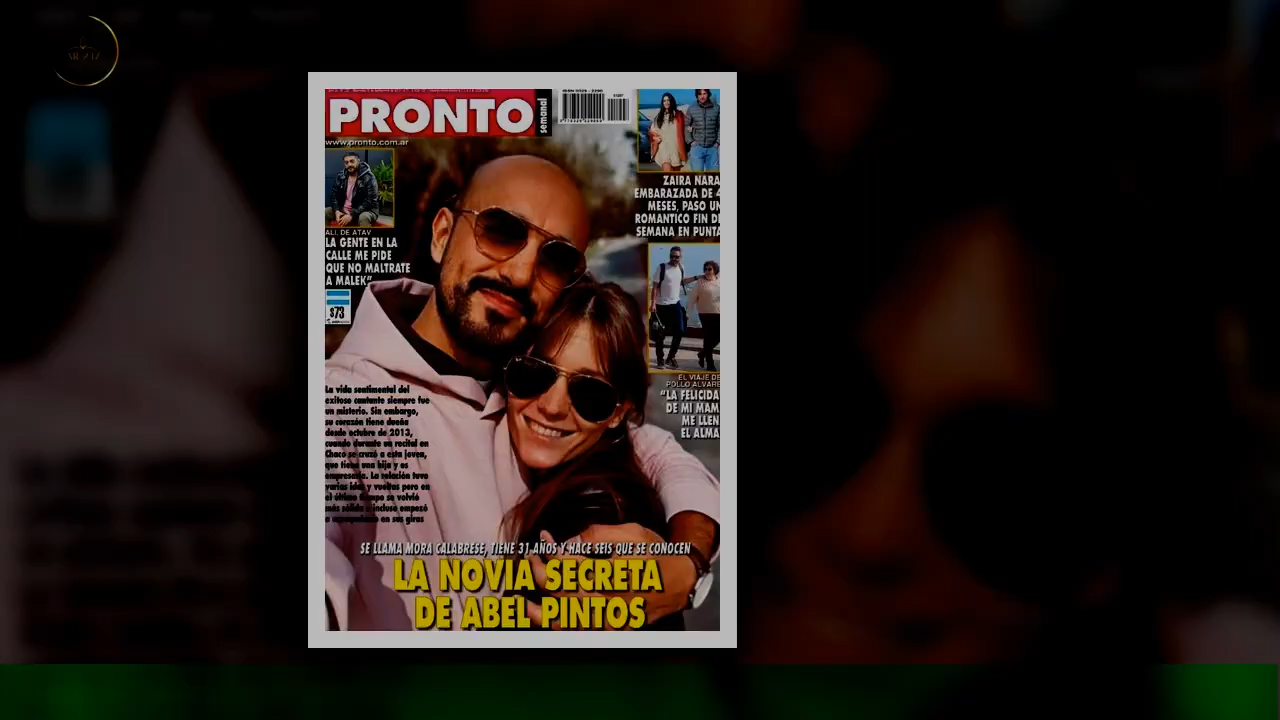 PRONTO
semanal
www.pronto.com.ar
ALI, DE ATAV
LA GENTE EN LA
CALLE ME PIDE
QUE NO MALTRATE
A MALEK"
$73
ZAIRA NARA
EMBARAZADA DE 4
MESES, PASO UN
ROMANTICO FIN DE
SEMANA EN PUNTA
EL VIAJE DE
POLLO ALVARE
"LA FELICIDA
DE MI MAM
ME LLEN
EL ALMA
La vida sentimental del
exitoso cantante siempre fue
un misterio. Sin embargo,
su corazón tiene dueña
desde octubre de 2013,
cuando durante un recital en
Chaco se cruzó a esta joven,
que tiene una hija y es
empresaria. La relación tuvo
varias idas y vueltas pero en
el último tiempo se volvió
más sólida e incluso empezó
a acompañarlo en sus giras
SE LLAMA MORA CALABRESE, TIENE 31 AÑOS Y HACE SEIS QUE SE CONOCEN
LA NOVIA SECRETA
DE ABEL PINTOS